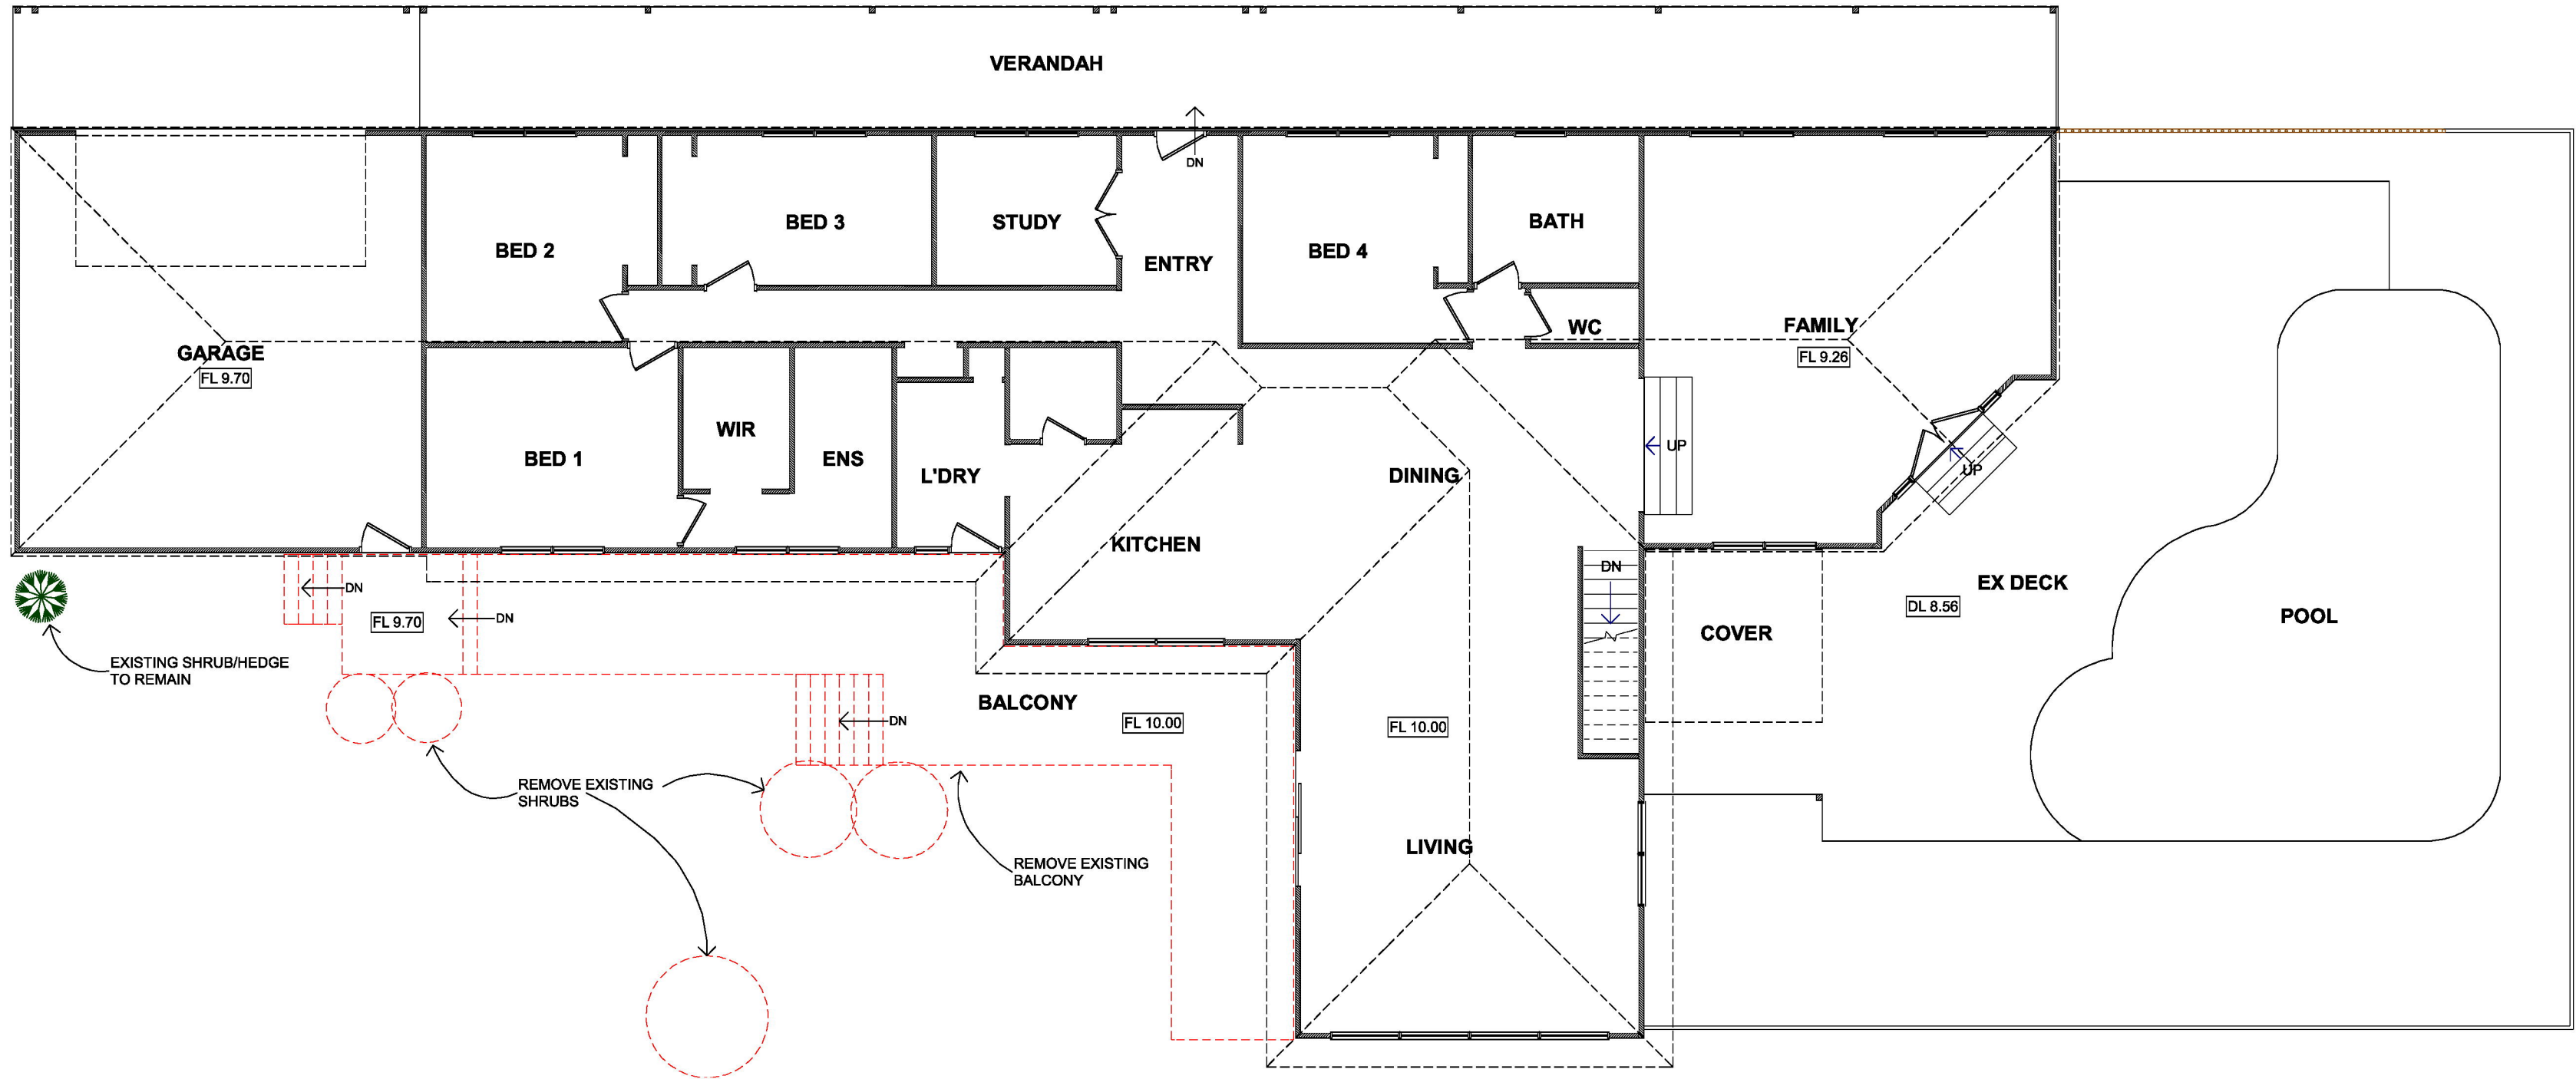 VERANDAH
DN
BED 2
BED 3
STUDY
ENTRY
BED 4
BATH
WC
FAMILY
FL 9.26
GARAGE
FL 9.70
BED 1
WIR
ENS
L'DRY
KITCHEN
DINING
UP
UP
DN
FL 9.70
DN
DN
EXISTING SHRUB/HEDGE
TO REMAIN
BALCONY
FL 10.00
DN
REMOVE EXISTING
SHRUBS
REMOVE EXISTING
BALCONY
FL 10.00
LIVING
COVER
DL 8.56
EX DECK
POOL